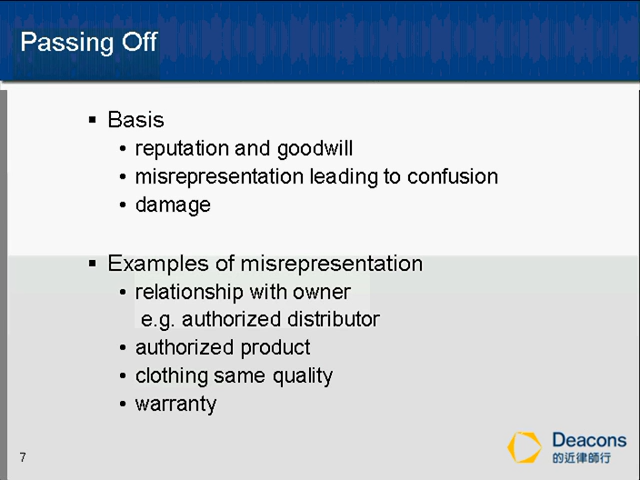 Passing Off
▪ Basis
• reputation and goodwill
• misrepresentation leading to confusion
• damage
▪ Examples of misrepresentation
• relationship with owner
e.g. authorized distributor
• authorized product
• clothing same quality
• warranty
7
Deacons
的近律師行